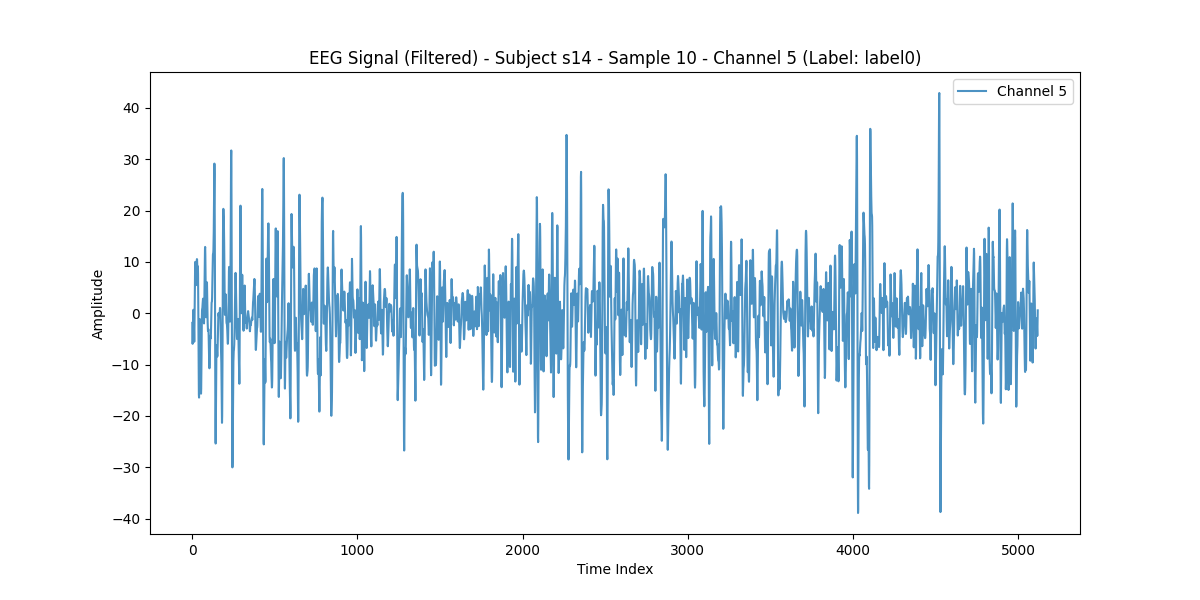 EEG Signal (Filtered) - Subject s14 - Sample 10 - Channel 5 (Label: label0)
Channel 5
Amplitude
40
30
20
10
0
−10
−20
−30
−40
0 1000 2000 3000 4000 5000
Time Index